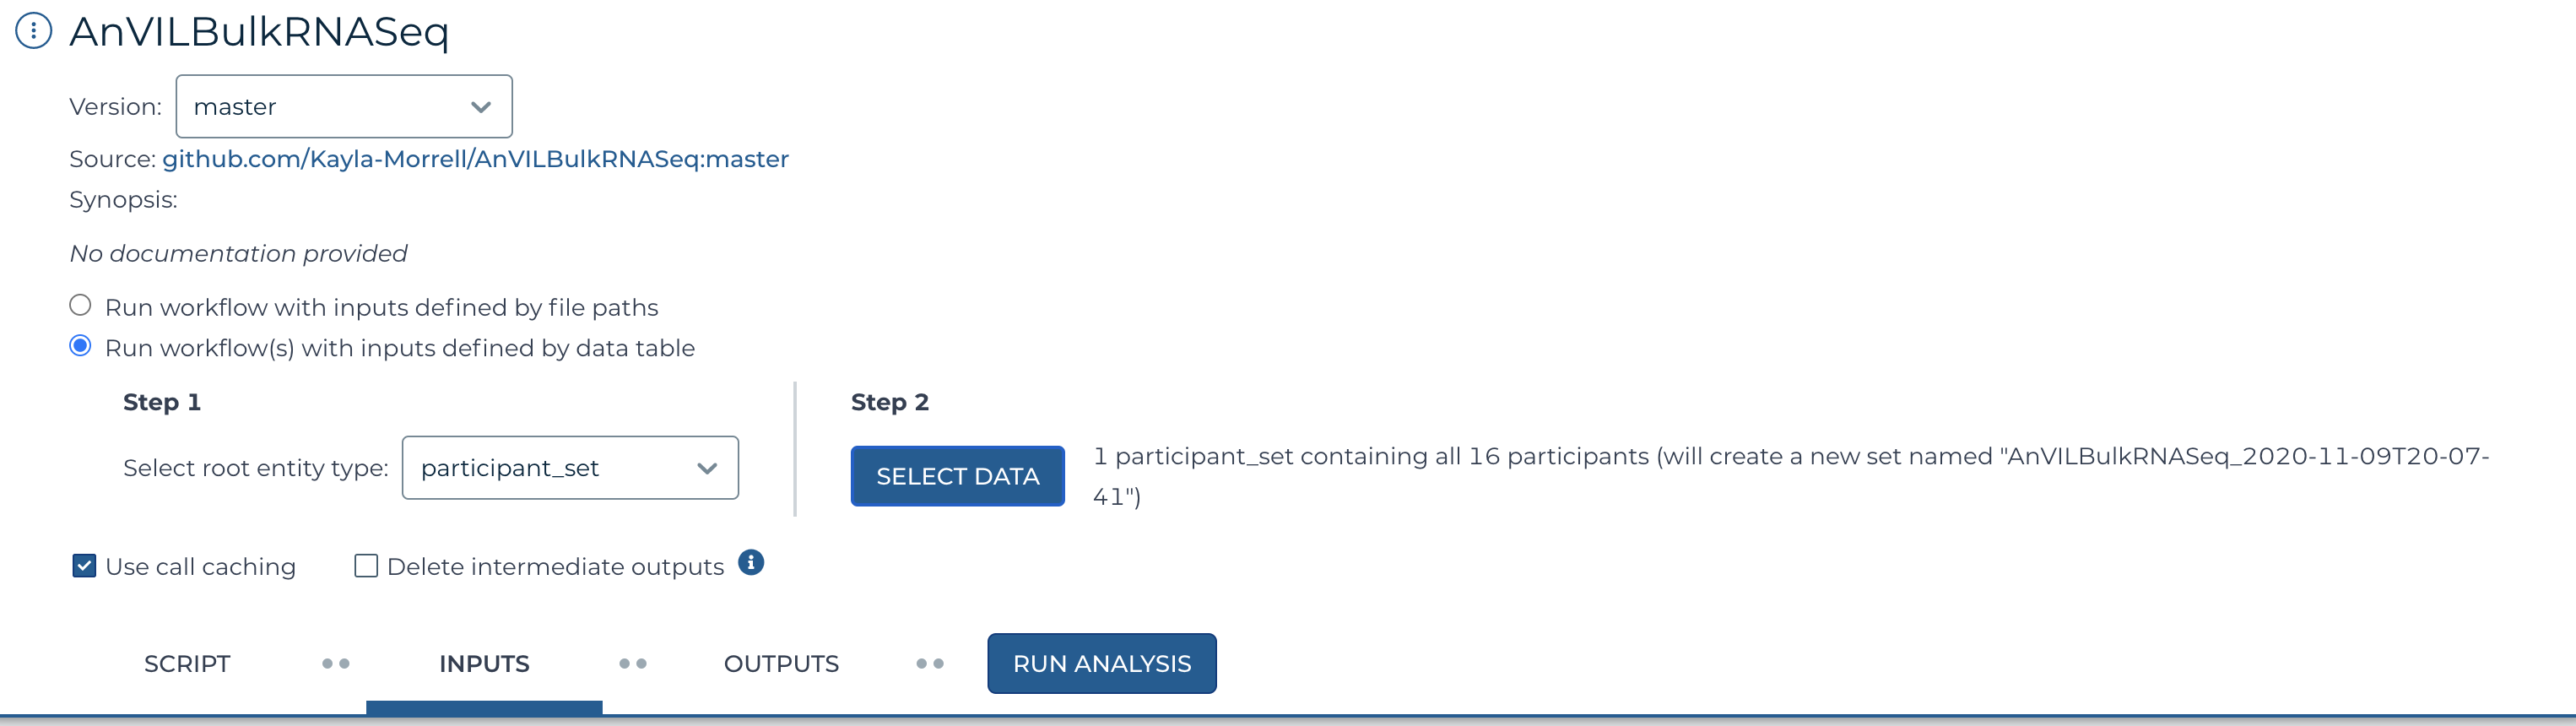 AnVILBulkRNASeq
Version: master
Source: github.com/Kayla-Morrell/AnVILBulkRNASeq:master
Synopsis:
No documentation provided
Run workflow with inputs defined by file paths
Run workflow(s) with inputs defined by data table
Step 1
Select root entity type: participant_set
Step 2
SELECT DATA
1 participant_set containing all 16 participants (will create a new set named "AnVILBulkRNASeq_2020-11-09T20-07-
41")
Use call caching
Delete intermediate outputs
SCRIPT
INPUTS
OUTPUTS
RUN ANALYSIS